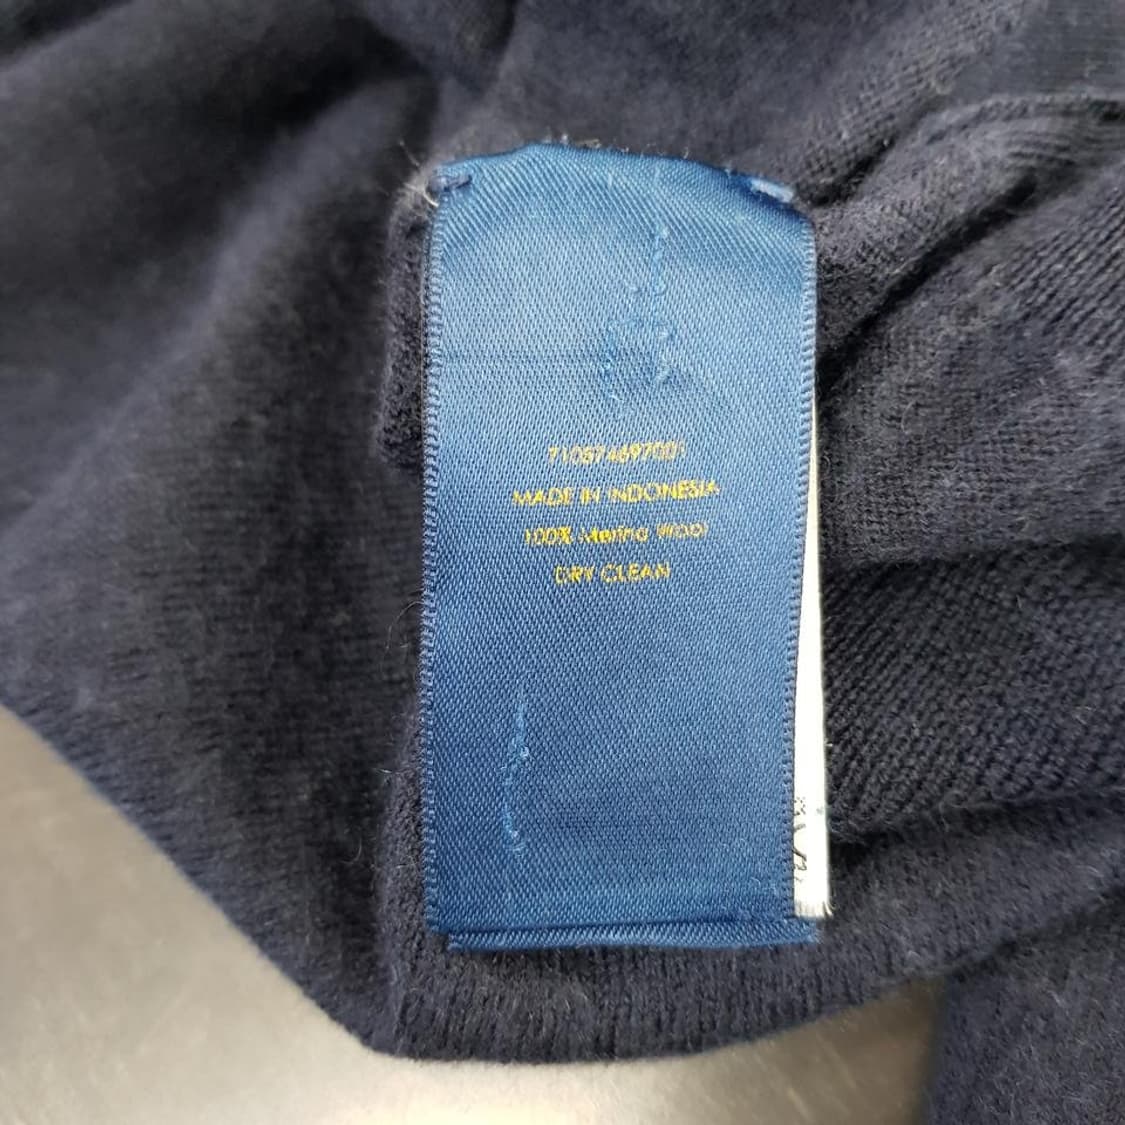 710574697001
MADE IN INDONESIA
100% Merino Wool
DRY CLEAN